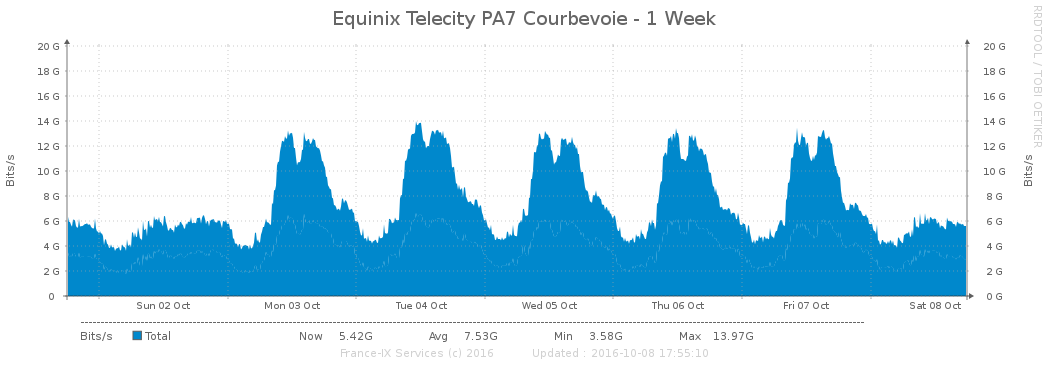 Equinix Telecity PA7 Courbevoie - 1 Week
RRDTOOL / TOBI OETIKER
Bits/s
20 G
18 G
16 G
14 G
12 G
10 G
8 G
6 G
4 G
2 G
0
20 G
18 G
16 G
14 G
12 G
10 G
8 G
6 G
4 G
2 G
0 G
Bits/s
Sun 02 Oct Mon 03 Oct Tue 04 Oct Wed 05 Oct Thu 06 Oct Fri 07 Oct Sat 08 Oct
Bits/s Total Now 5.42G Avg 7.53G Min 3.58G Max 13.97G
France-IX Services (c) 2016 Updated : 2016-10-08 17:55:10